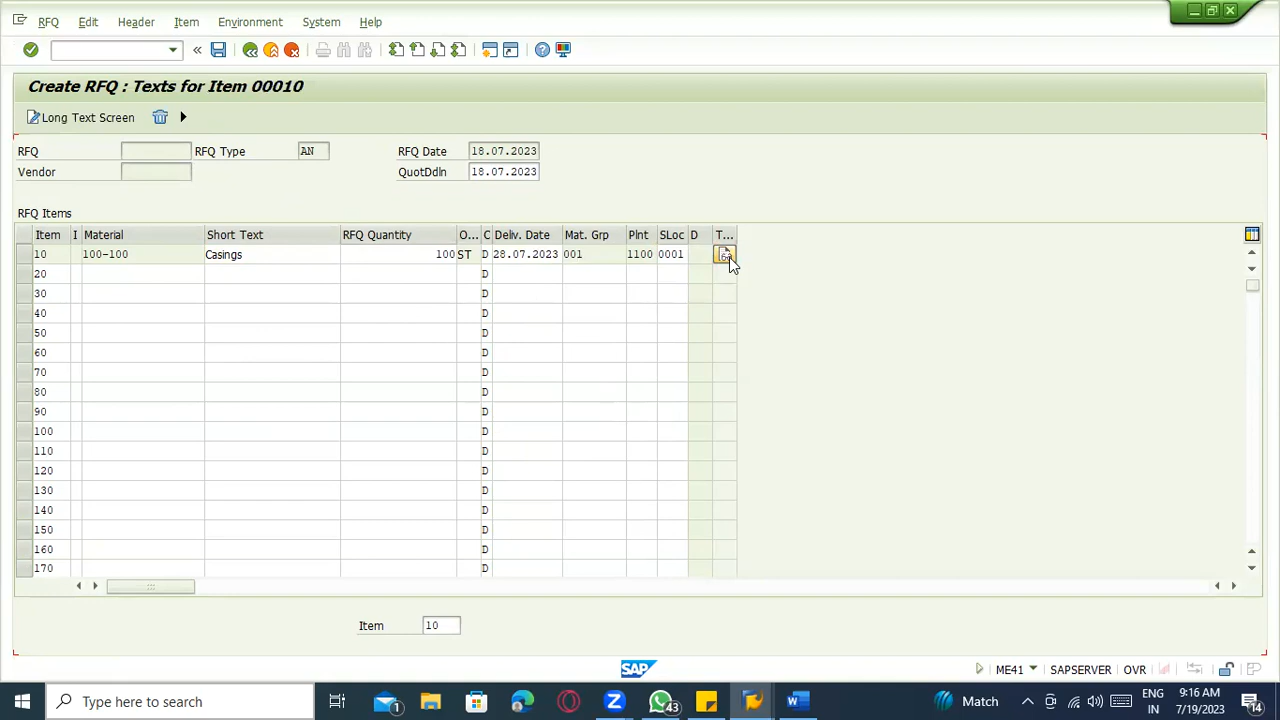 RFQ Edit Header Item Environment System Help
Create RFQ : Texts for Item 00010
Long Text Screen
RFQ RFQ Type AN RFQ Date 18.07.2023
Vendor QuotDdln 18.07.2023
RFQ Items
Item I Material Short Text RFQ Quantity O... C Deliv. Date Mat. Grp Plnt SLoc D T...
10 100-100 Casings 100 ST D 28.07.2023 001 1100 0001
20 D
30 D
40 D
50 D
60 D
70 D
80 D
90 D
100 D
110 D
120 D
130 D
140 D
150 D
160 D
170 D
Item 10
SAP
ME41 SAPSERVER OVR
Type here to search
1
43
Match
ENG
IN
9:16 AM
7/19/2023
14